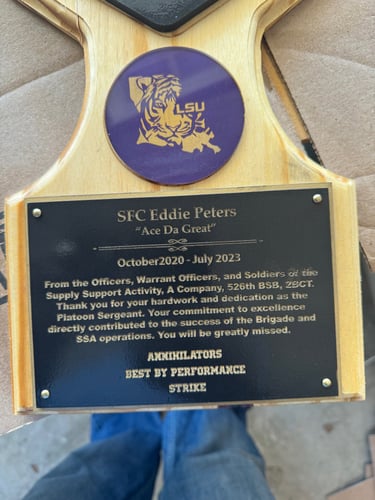 LSU
SFC Eddie Peters
"Ace Da Great"
October2020 - July 2023
From the Officers, Warrant Officers, and Soldiers of the
Supply Support Activity, A Company, 526th BSB, 2BCT.
Thank you for your hardwork and dedication as the
Platoon Sergeant. Your commitment to excellence
directly contributed to the success of the Brigade and
SSA operations. You will be greatly missed.
ANNIHILATORS
BEST BY PERFORMANCE
STRIKE